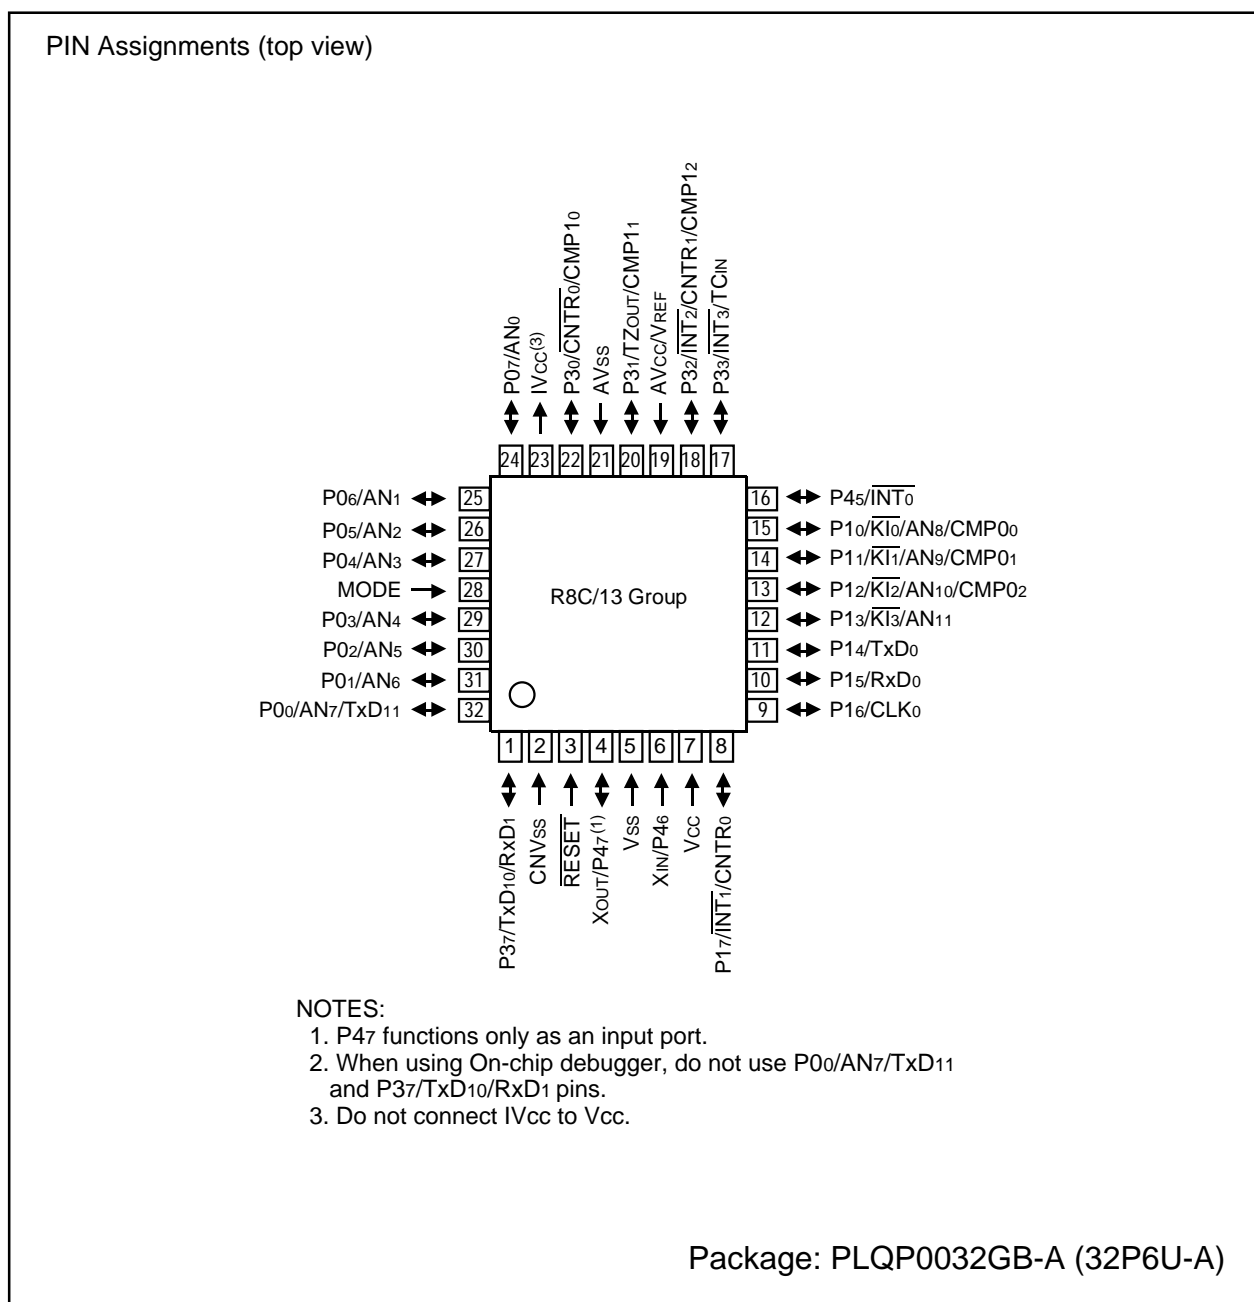 PIN Assignments (top view)
P07/AN0
IVCC(3)
P30/CNTR0/CMP10
AVSS
P31/TZOUT/CMP11
AVCC/VREF
P32/INT2/CNTR1/CMP12
P33/INT3/TCIN
24 23 22 21 20 19 18 17
P06/AN1 25
P05/AN2 26
P04/AN3 27
MODE 28
P03/AN4 29
P02/AN5 30
P01/AN6 31
P00/AN7/TxD11 32
R8C/13 Group
16 P45/INT0
15 P10/KI0/AN8/CMP00
14 P11/KI1/AN9/CMP01
13 P12/KI2/AN10/CMP02
12 P13/KI3/AN11
11 P14/TxD0
10 P15/RxD0
9 P16/CLK0
1 2 3 4 5 6 7 8
P37/TxD10/RxD1
CNVSS
RESET
XOUT/P47(1)
VSS
XIN/P46
VCC
P17/INT1/CNTR0
NOTES:
1. P47 functions only as an input port.
2. When using On-chip debugger, do not use P00/AN7/TxD11
and P37/TxD10/RxD1 pins.
3. Do not connect IVcc to Vcc.
Package: PLQP0032GB-A (32P6U-A)